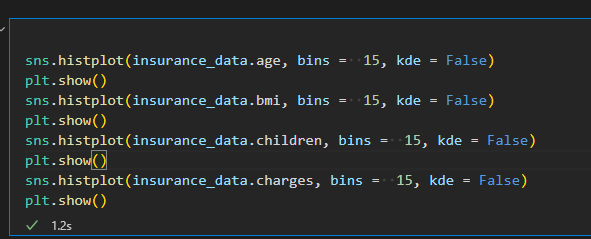 sns.histplot(insurance_data.age, bins =  15, kde = False)
plt.show()
sns.histplot(insurance_data.bmi, bins =  15, kde = False)
plt.show()
sns.histplot(insurance_data.children, bins =  15, kde = False)
plt.show()
sns.histplot(insurance_data.charges, bins =  15, kde = False)
plt.show()
✓ 1.2s